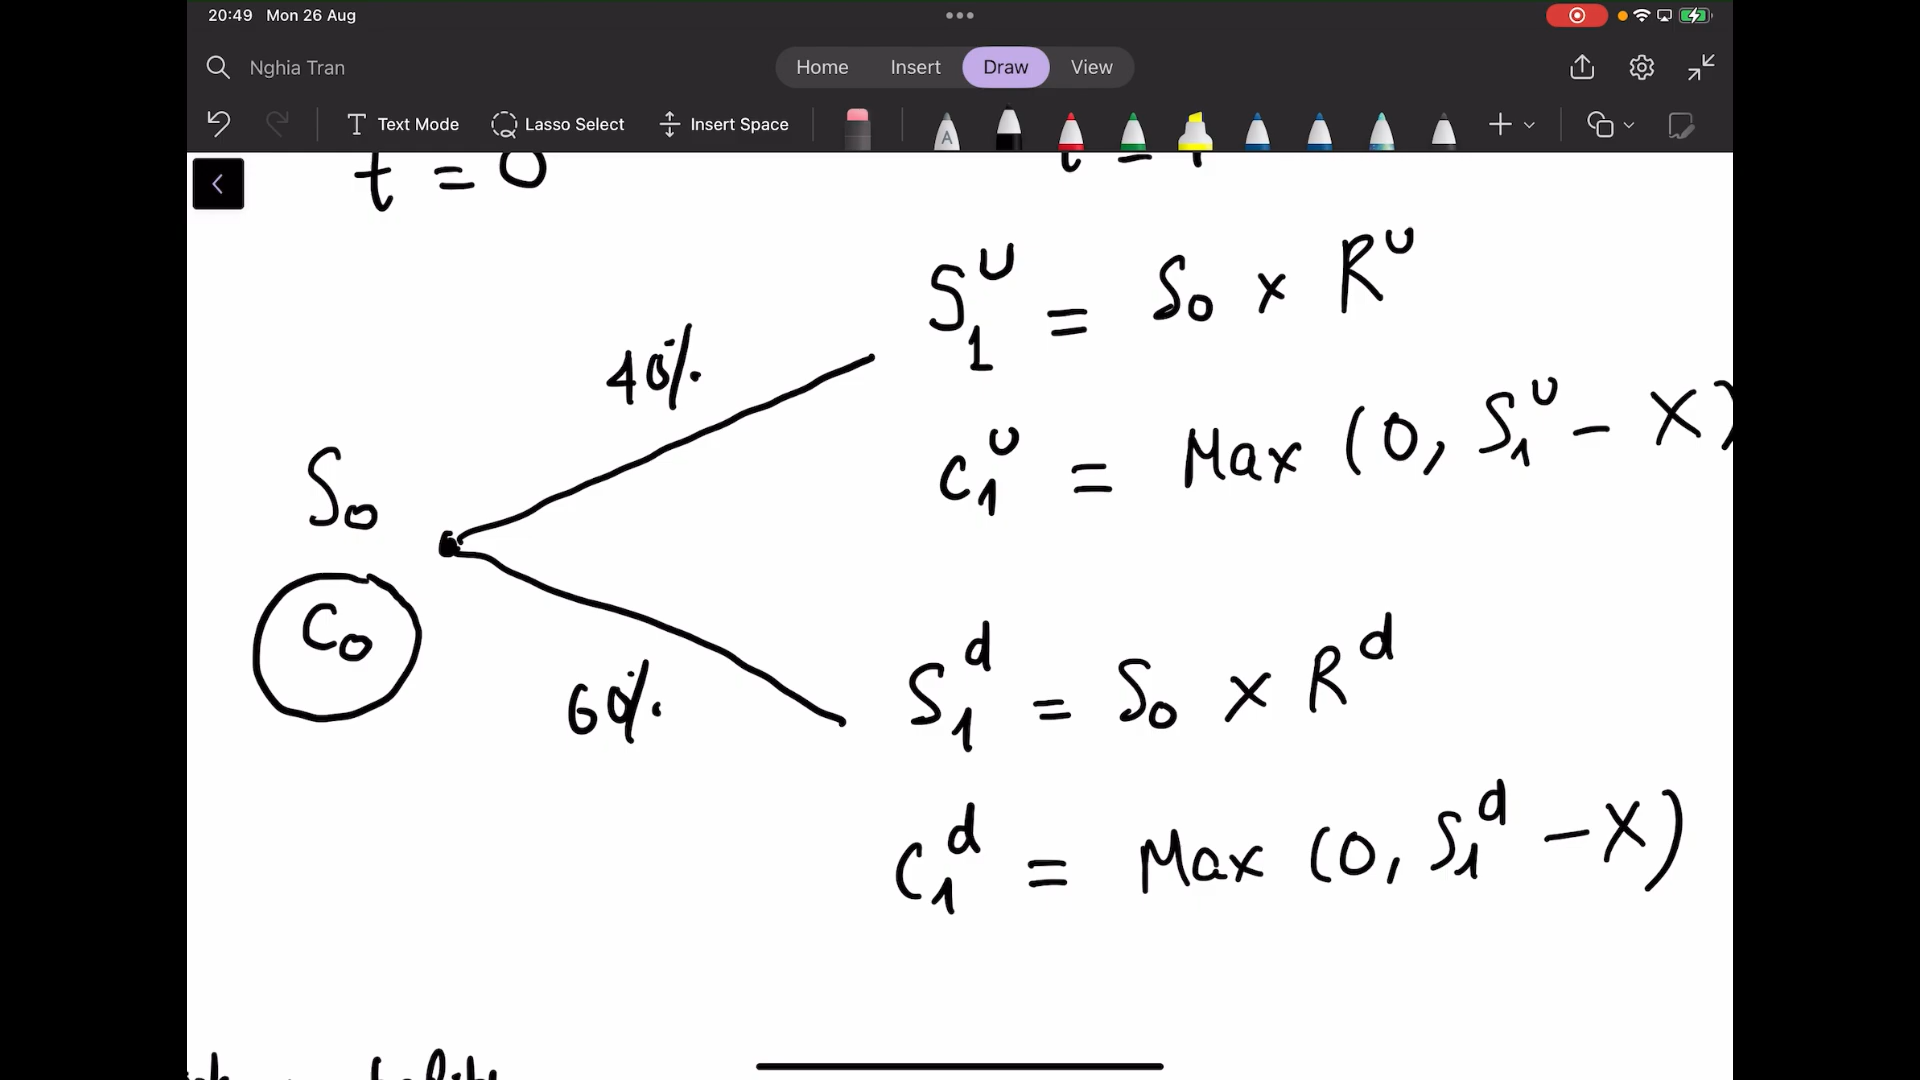 20:49 Mon 26 Aug
Nghia Tran
Home Insert Draw View
Text Mode Lasso Select Insert Space
A
t = 0
S₁ᵁ = S₀ × Rᵁ
40%
C₁ᵁ = Max (0, S₁ᵁ - X)
S₀
C₀
60%
S₁ᵈ = S₀ × Rᵈ
C₁ᵈ = Max (0, S₁ᵈ - X)